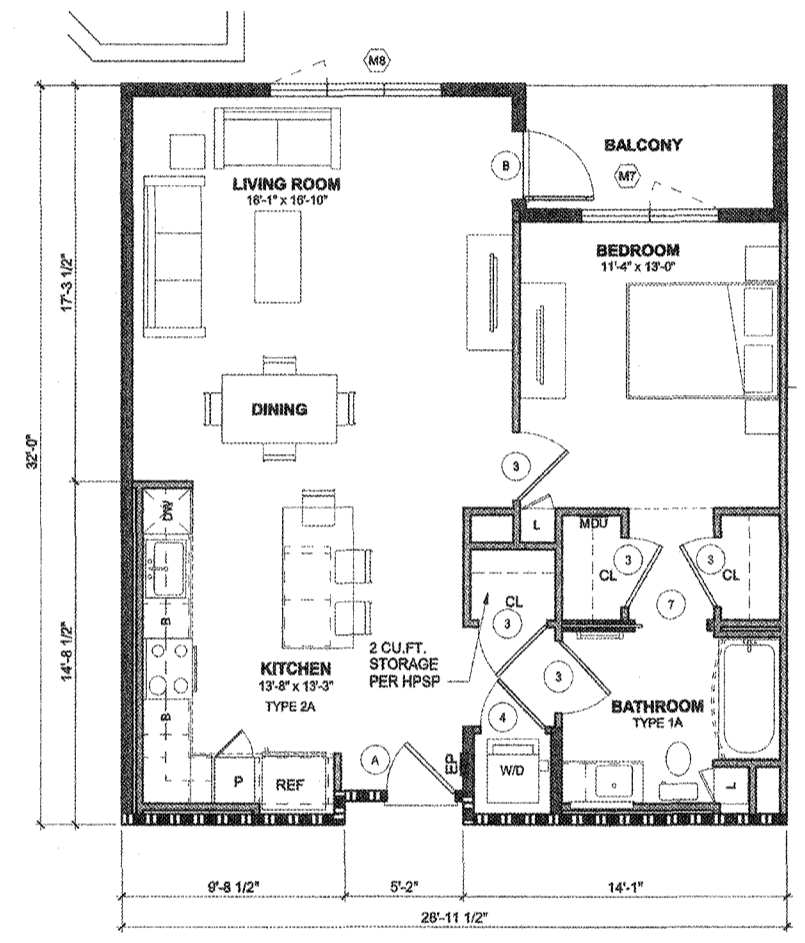 M8
BALCONY
B
M7
LIVING ROOM
16'-1" x 16'-10"
BEDROOM
11'-4" x 13'-0"
17'-3 1/2"
32'-0"
DINING
3
DW
L
MDU
3
3
CL
CL
CL
7
B
3
2 CU.FT.
STORAGE
PER HPSP
14'-8 1/2"
KITCHEN
13'-8" x 13'-3"
TYPE 2A
3
BATHROOM
TYPE 1A
B
4
A
EP
W/D
P
REF
L
9'-8 1/2"
5'-2"
14'-1"
28'-11 1/2"